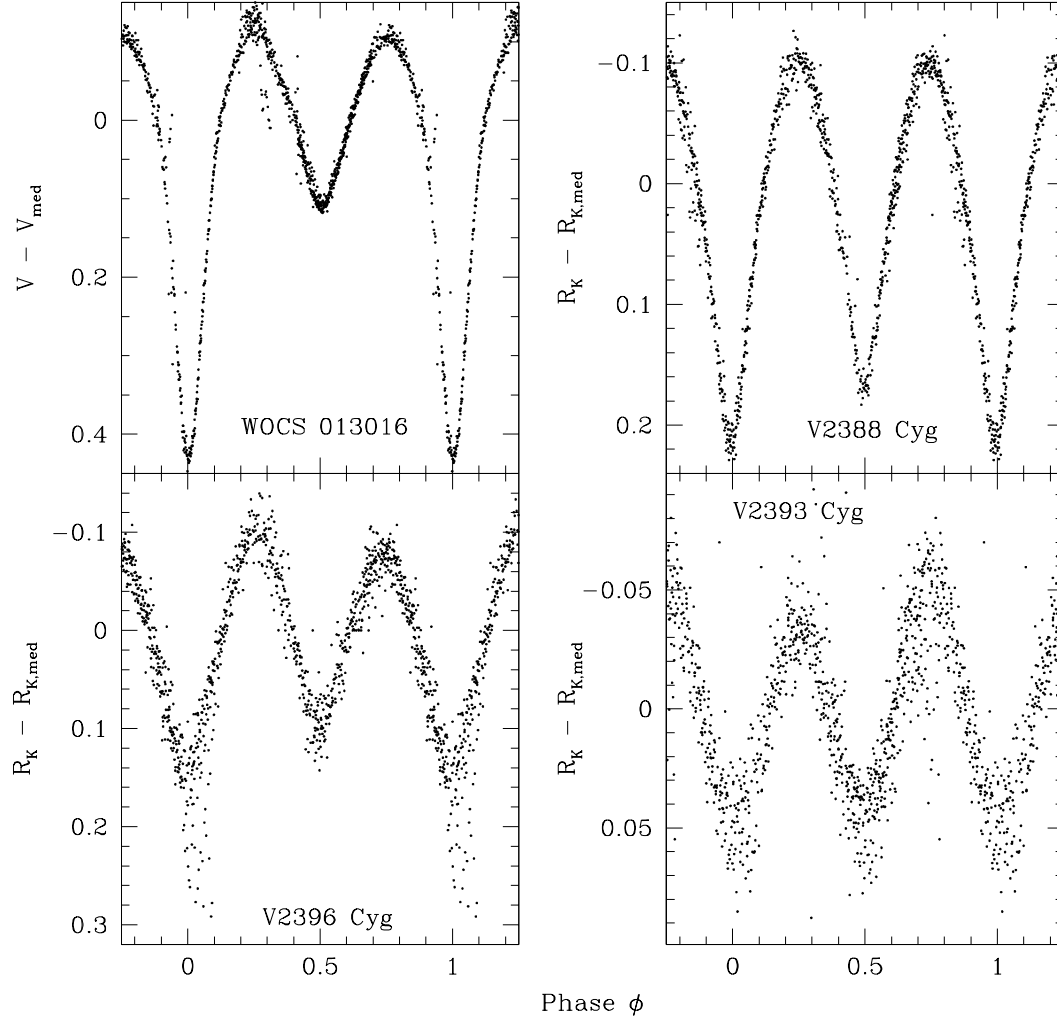 −0.1
0
0
0.1
0.2
0.4
0.2
V − V_med
R_K − R_K,med
WOCS 013016
V2388 Cyg
V2393 Cyg
−0.1
−0.05
0
0
0.1
0.2
0.05
0.3
R_K − R_K,med
R_K − R_K,med
V2396 Cyg
0 0.5 1
0 0.5 1
Phase ϕ